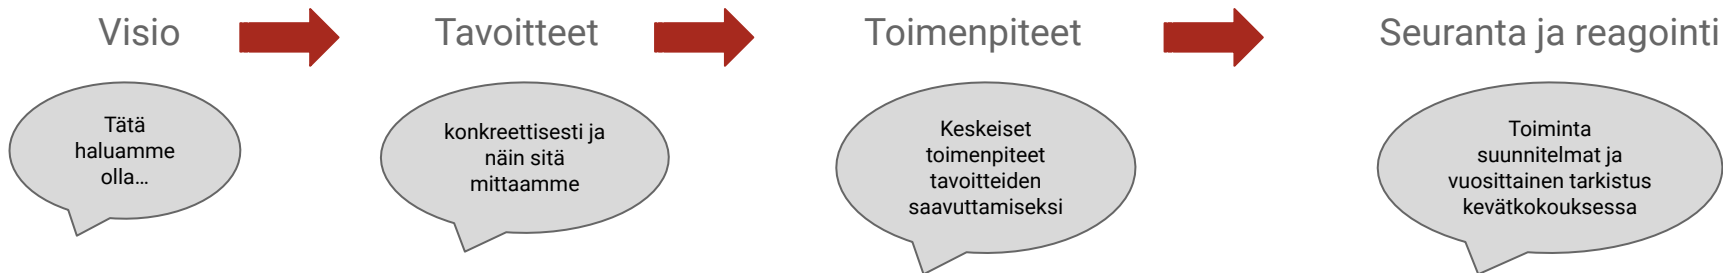 Visio
Tavoitteet
Toimenpiteet
Seuranta ja reagointi
Tätä
haluamme
olla…
konkreettisesti ja
näin sitä
mittaamme
Keskeiset
toimenpiteet
tavoitteiden
saavuttamiseksi
Toiminta
suunnitelmat ja
vuosittainen tarkistus
kevätkokouksessa